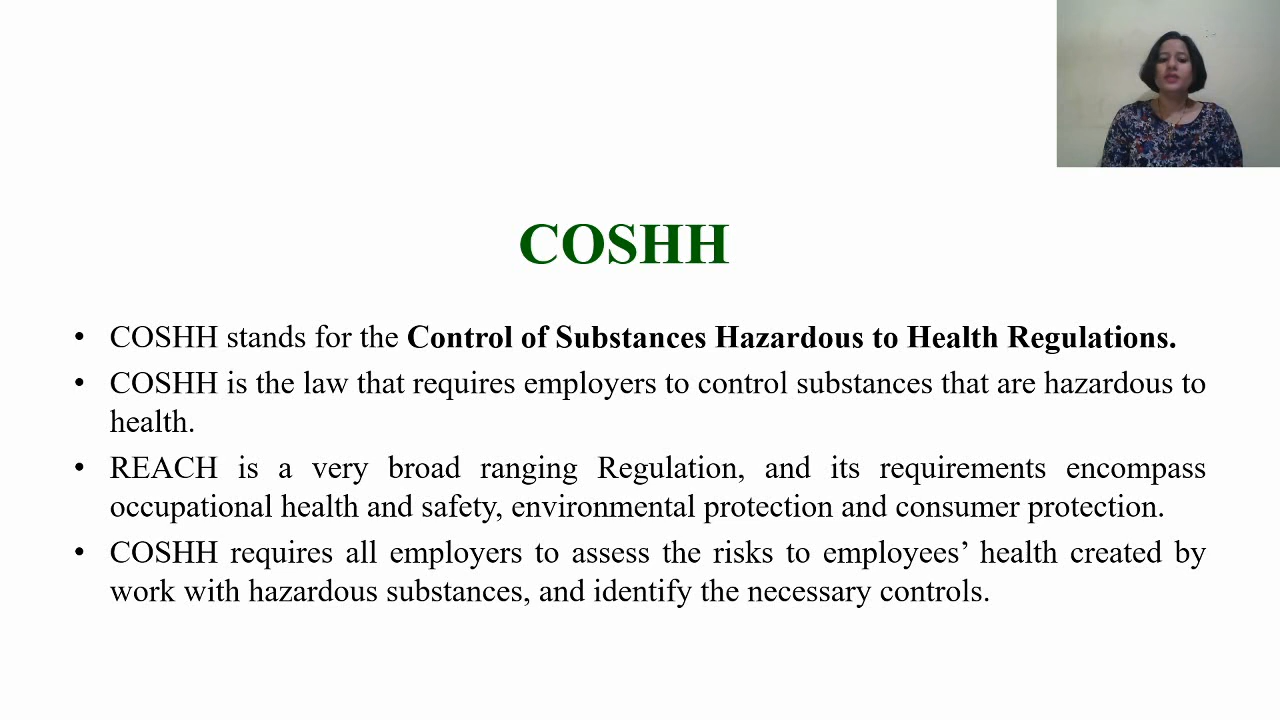 COSHH
• COSHH stands for the Control of Substances Hazardous to Health Regulations.
• COSHH is the law that requires employers to control substances that are hazardous to
health.
• REACH is a very broad ranging Regulation, and its requirements encompass
occupational health and safety, environmental protection and consumer protection.
• COSHH requires all employers to assess the risks to employees’ health created by
work with hazardous substances, and identify the necessary controls.